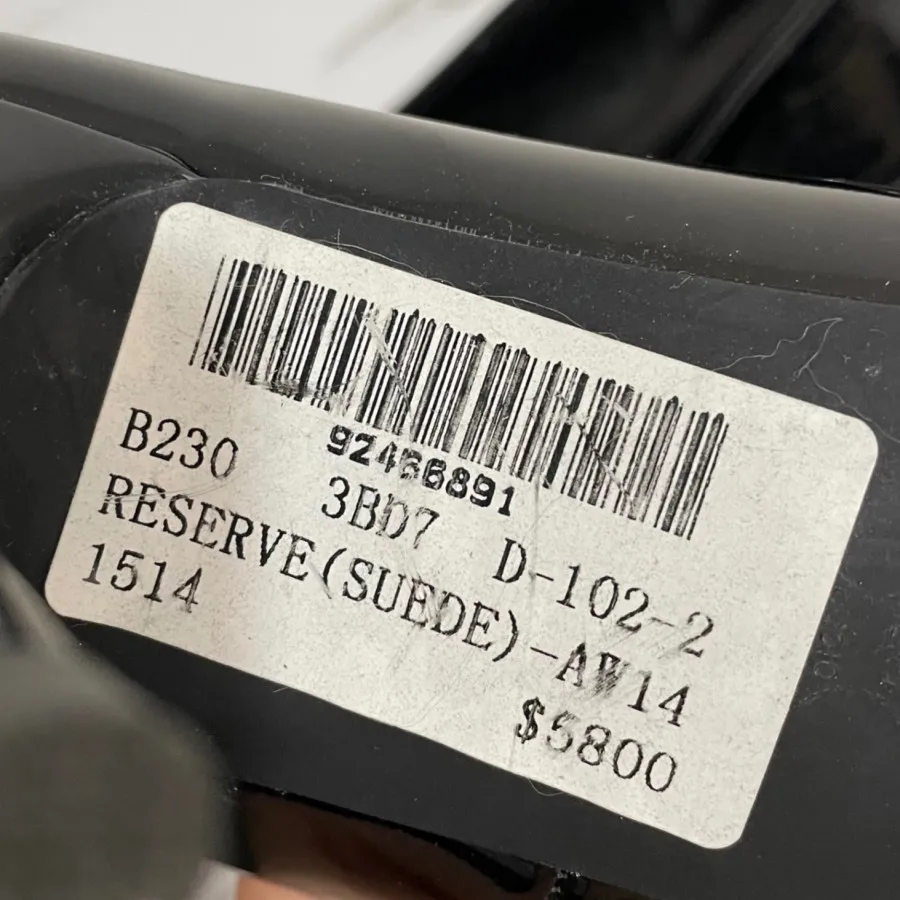 92466891
B230 3BD7 D-102-2
RESERVE(SUEDE)-AW14
1514
$5800